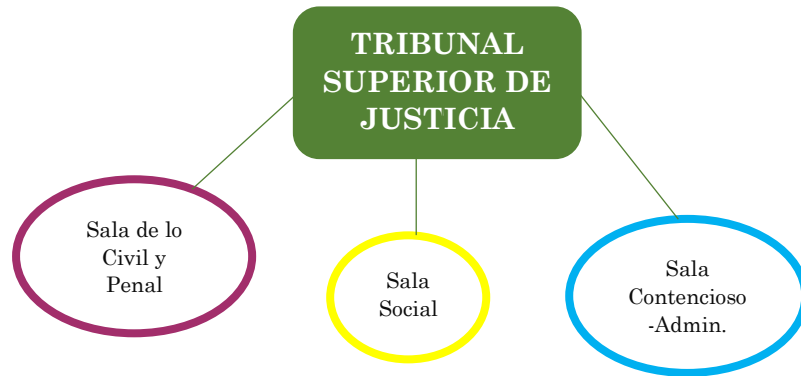 TRIBUNAL
SUPERIOR DE
JUSTICIA
Sala de lo
Civil y
Penal
Sala
Social
Sala
Contencioso
-Admin.